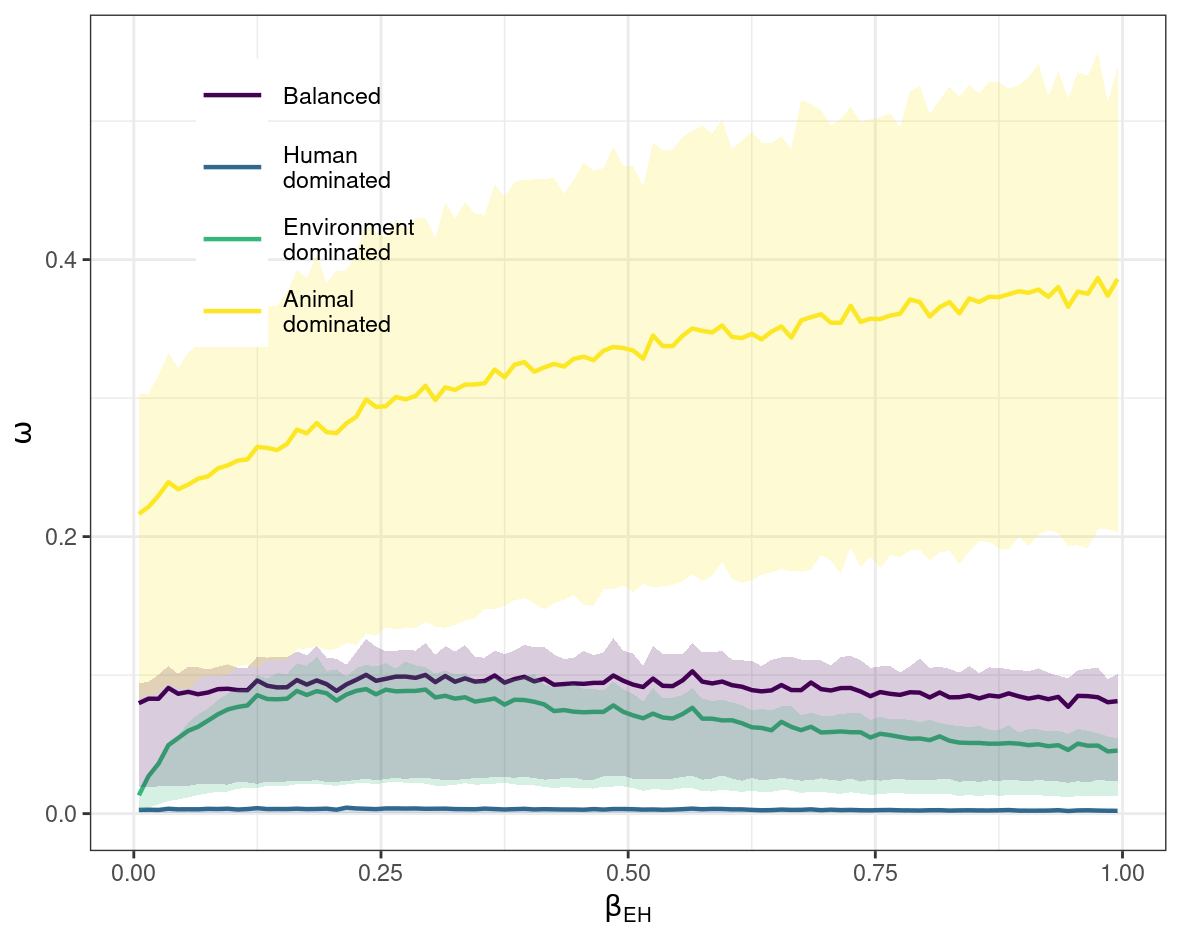 Balanced
Human
dominated
Environment
dominated
Animal
dominated
ω
0.4
0.2
0.0
0.00 0.25 0.50 0.75 1.00
βEH